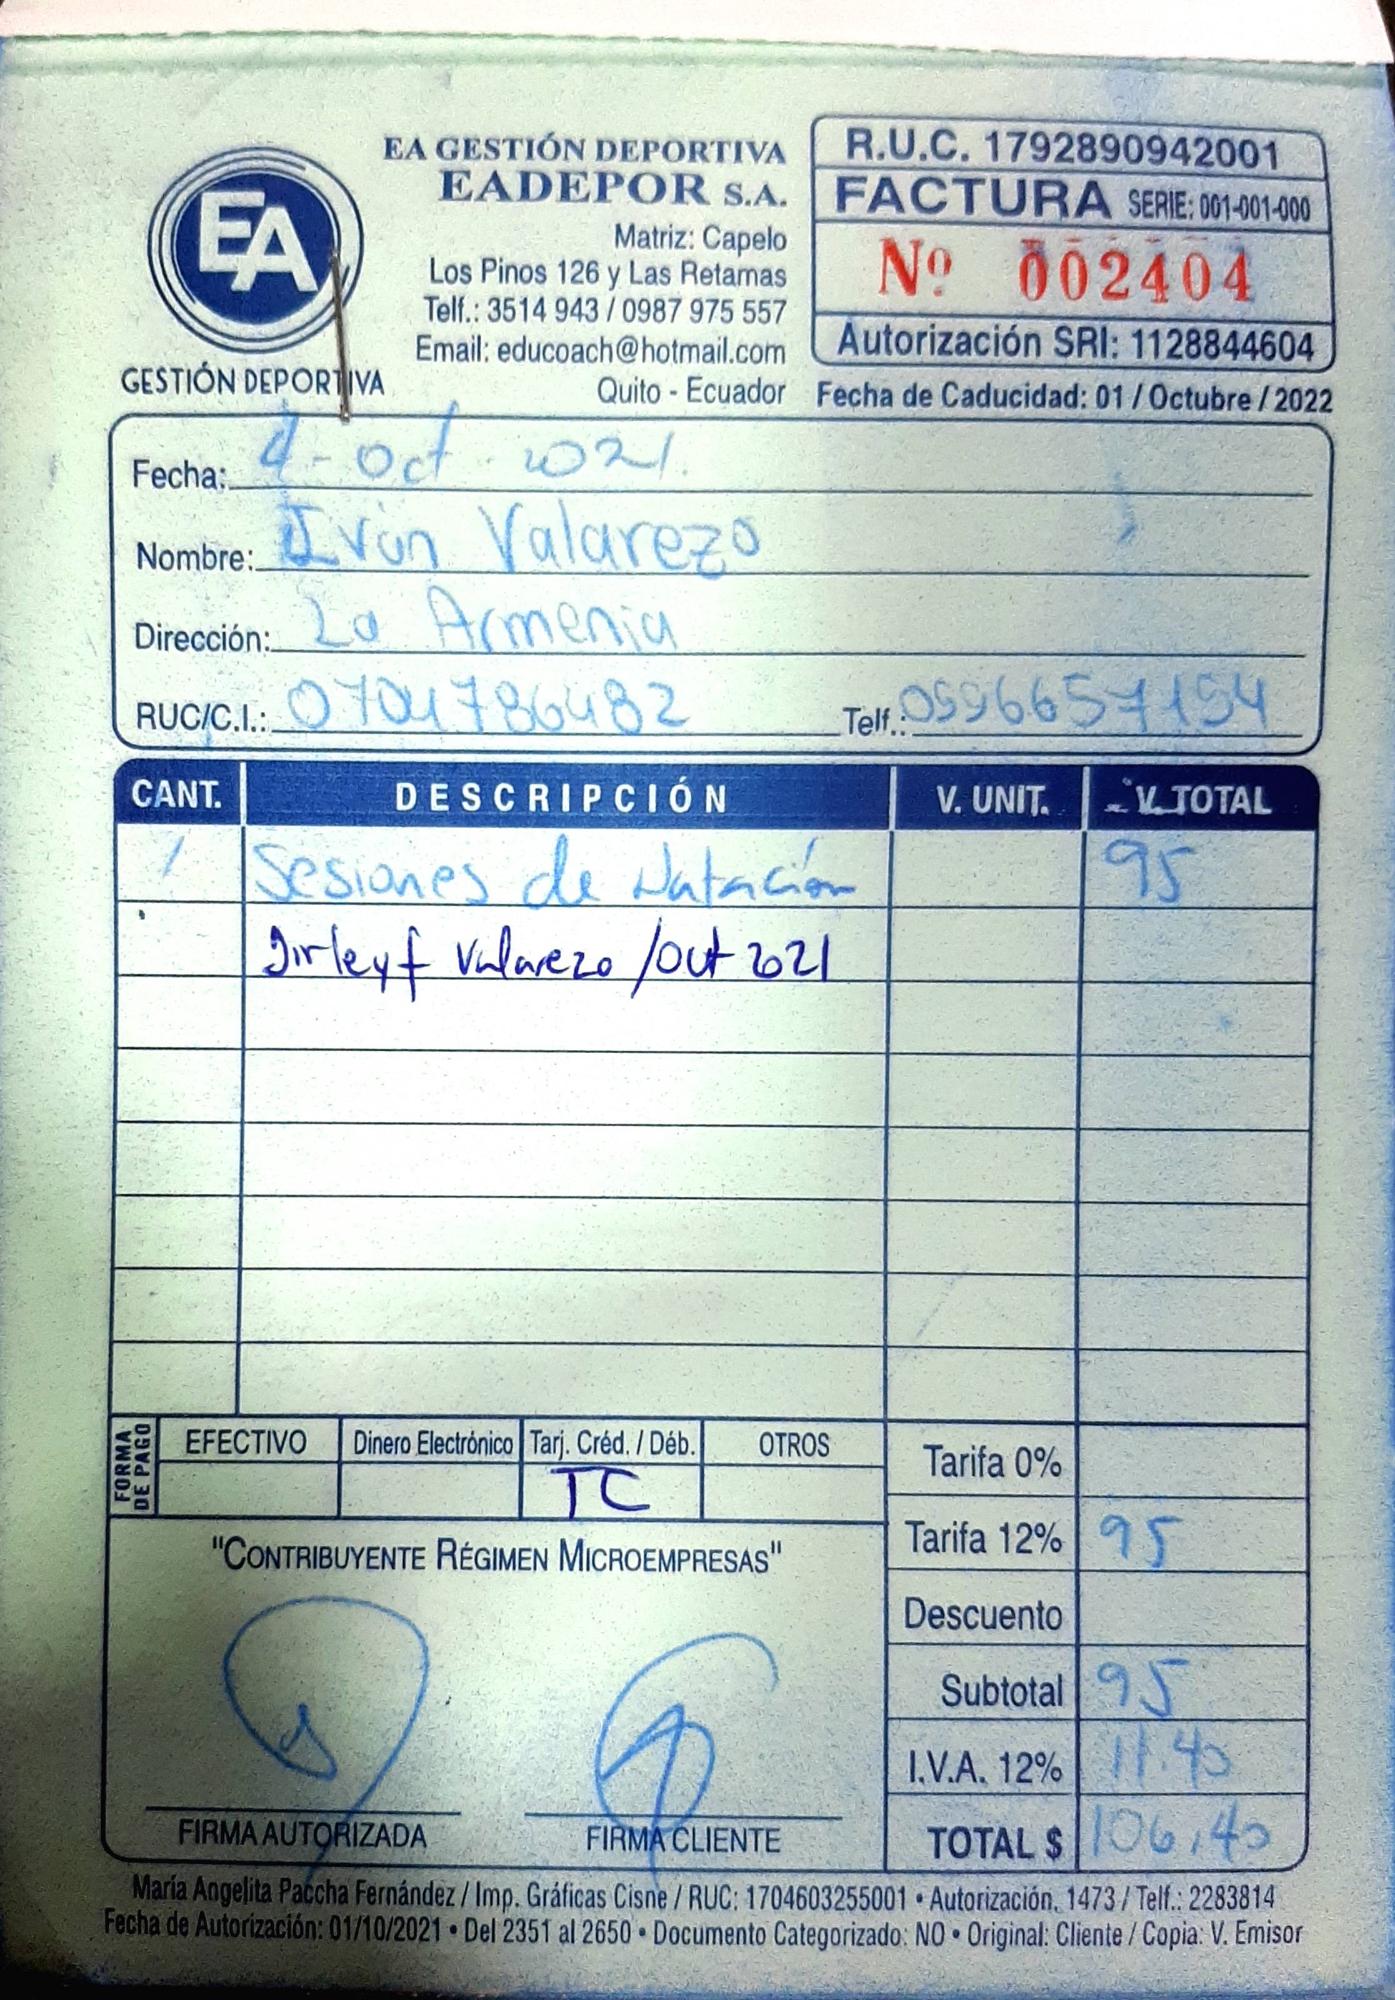 EA
GESTIÓN DEPORTIVA
EA GESTIÓN DEPORTIVA
EADEPOR S.A.
Matriz: Capelo
Los Pinos 126 y Las Retamas
Telf.: 3514 943 / 0987 975 557
Email: educoach@hotmail.com
Quito - Ecuador
R.U.C. 1792890942001
FACTURA SERIE: 001-001-000
Nº 002404
Autorización SRI: 1128844604
Fecha de Caducidad: 01 / Octubre / 2022
Fecha: 4-Oct-2021.
Nombre: Iván Valarezo
Dirección: La Armenia
RUC/C.I.: 0704786482 Telf.:
CANT. DESCRIPCIÓN V. UNIT. V. TOTAL
1 Sesiones de Natación 95
Valarezo /Oct 2021
FORMA DE PAGO
EFECTIVO Dinero Electrónico Tarj. Créd. / Déb. OTROS
TC
Tarifa 0%
Tarifa 12% 95
Descuento
Subtotal 95
I.V.A. 12% 11.40
TOTAL $ 106,40
"CONTRIBUYENTE RÉGIMEN MICROEMPRESAS"
FIRMA AUTORIZADA FIRMA CLIENTE
María Angelita Paccha Fernández / Imp. Gráficas Cisne / RUC: 1704603255001 • Autorización. 1473 / Telf.: 2283814
Fecha de Autorización: 01/10/2021 • Del 2351 al 2650 • Documento Categorizado: NO • Original: Cliente / Copia: V. Emisor